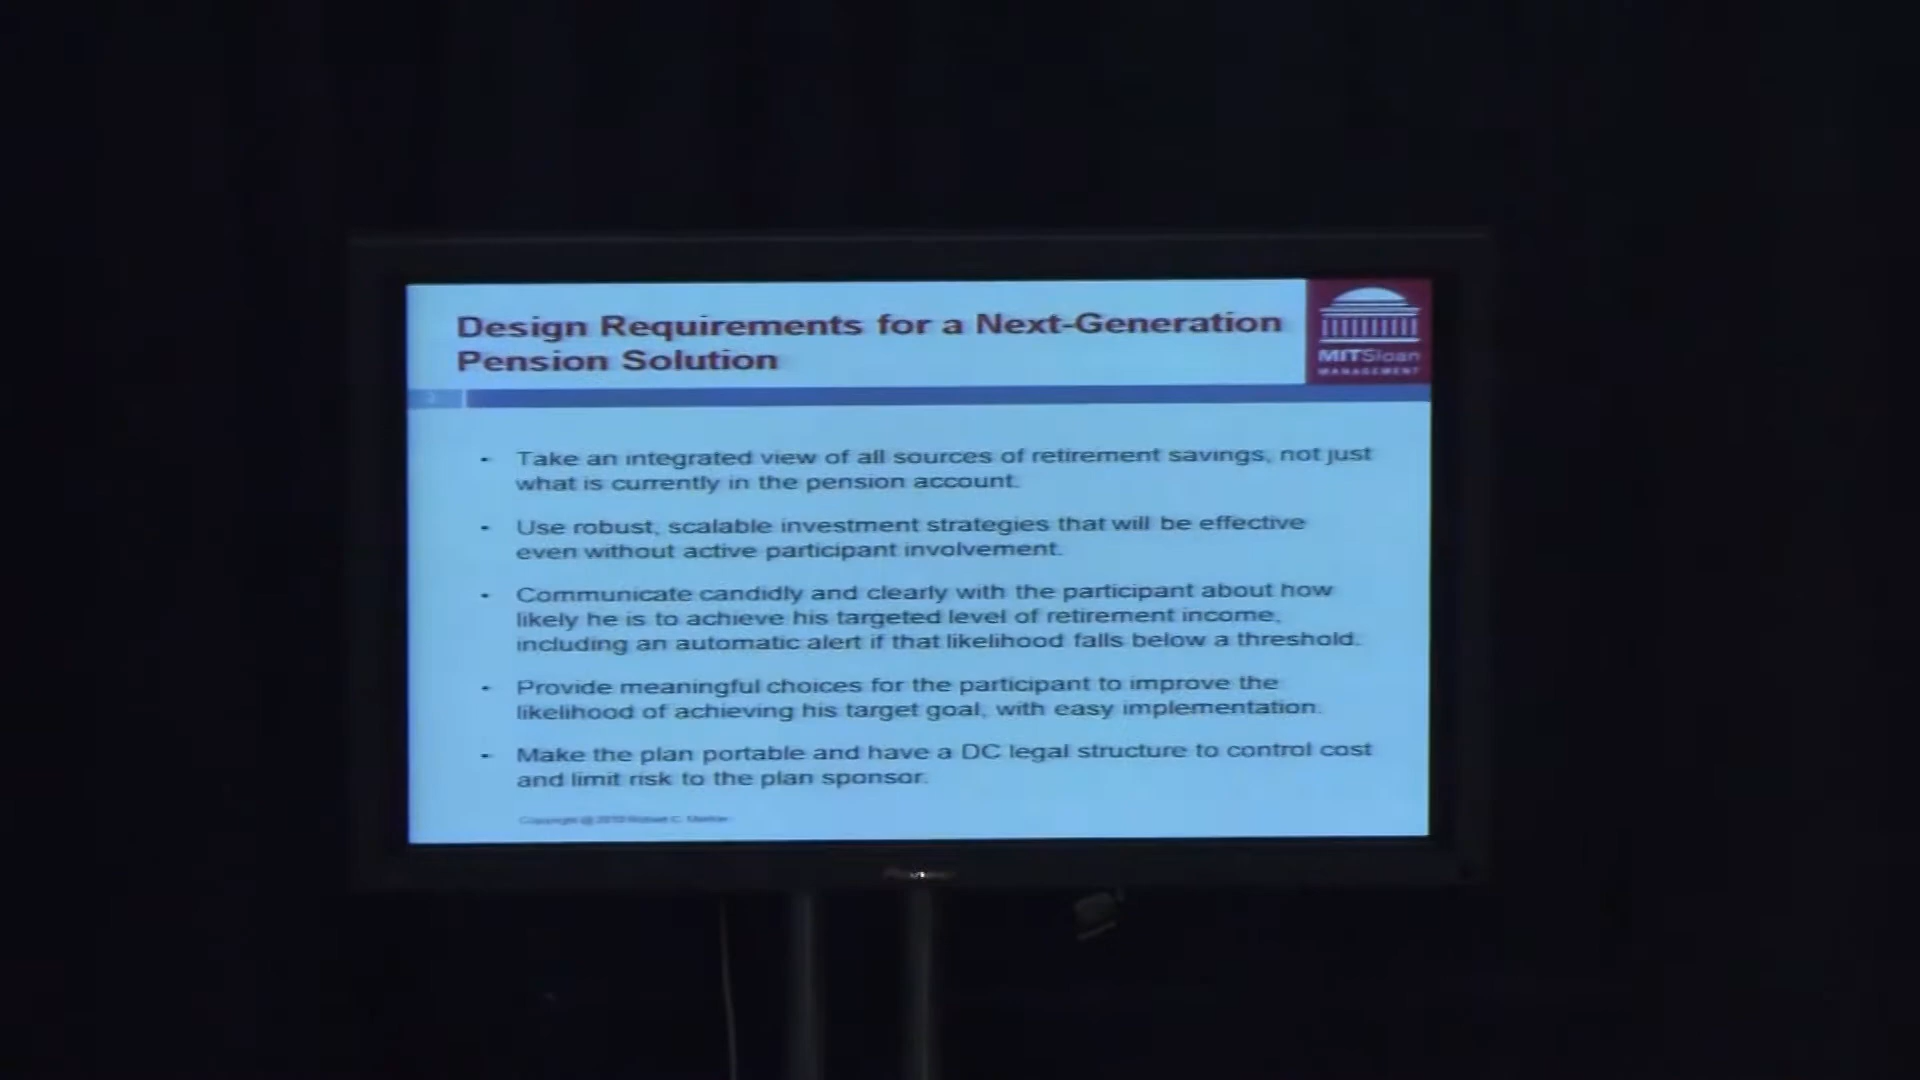 Design Requirements for a Next-Generation
Pension Solution
MITSloan
MANAGEMENT
• Take an integrated view of all sources of retirement savings, not just
what is currently in the pension account.
• Use robust, scalable investment strategies that will be effective
even without active participant involvement.
• Communicate candidly and clearly with the participant about how
likely he is to achieve his targeted level of retirement income,
including an automatic alert if that likelihood falls below a threshold.
• Provide meaningful choices for the participant to improve the
likelihood of achieving his target goal, with easy implementation.
• Make the plan portable and have a DC legal structure to control cost
and limit risk to the plan sponsor.
Copyright @ Robert C. Merton
Pioneer